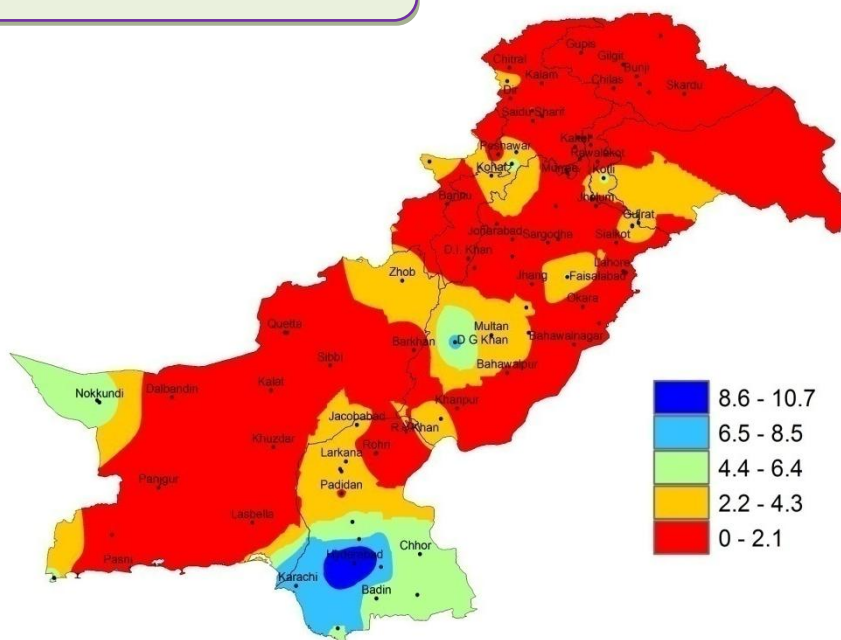 Gupis
Gilgit
Chitral
Bunji
Kalam
Chilas
Skardu
Dir
Saidu Sharif
Peshawar
Kohat
Kotli
Bannu
Jhelum
Gujrat
Joharabad
Sargodha
Sialkot
D.I. Khan
Lahore
Zhob
Jhang
Faisalabad
Okara
Quetta
Multan
D G Khan
Barkhan
Bahawalnagar
Sibbi
Bahawalpur
Nokkundi
Dalbandin
Kalat
Khanpur
Jacobabad
R Y Khan
Khuzdar
Rohri
Larkana
Panjgur
Padidan
Lasbella
Pasni
Hyderabad
Chhor
Karachi
Badin
8.6 - 10.7
6.5 - 8.5
4.4 - 6.4
2.2 - 4.3
0 - 2.1